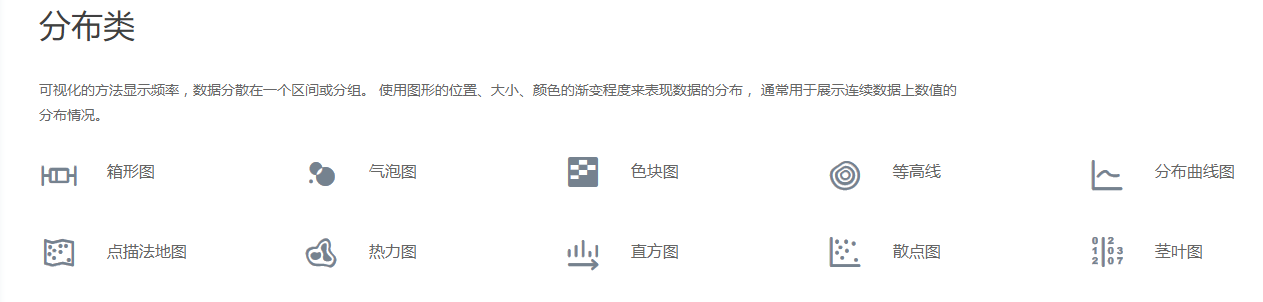 分布类
可视化的方法显示频率，数据分散在一个区间或分组。 使用图形的位置、大小、颜色的渐变程度来表现数据的分布， 通常用于展示连续数据上数值的
分布情况。
箱形图 气泡图 色块图 等高线 分布曲线图
点描法地图 热力图 直方图 散点图 0 2 1 0 3 2 0 7 茎叶图